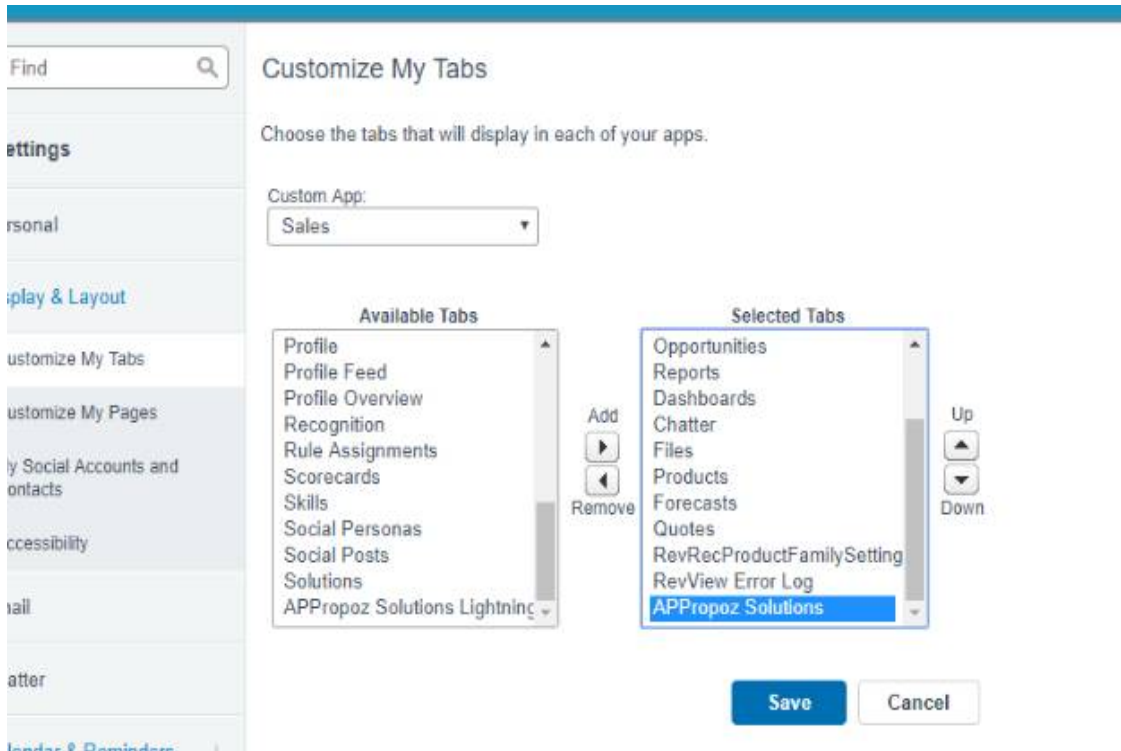 Find
Customize My Tabs
Choose the tabs that will display in each of your apps.
ettings
Custom App:
rsonal
Sales
splay & Layout
Available Tabs
Selected Tabs
ustomize My Tabs
ustomize My Pages
y Social Accounts and
ontacts
ccessibility
nail
atter
lendar & Reminders
Profile
Profile Feed
Profile Overview
Recognition
Rule Assignments
Scorecards
Skills
Social Personas
Social Posts
Solutions
APPropoz Solutions Lightning
Add
Remove
Opportunities
Reports
Dashboards
Chatter
Files
Products
Forecasts
Quotes
RevRecProductFamilySetting
RevView Error Log
APPropoz Solutions
Up
Down
Save
Cancel